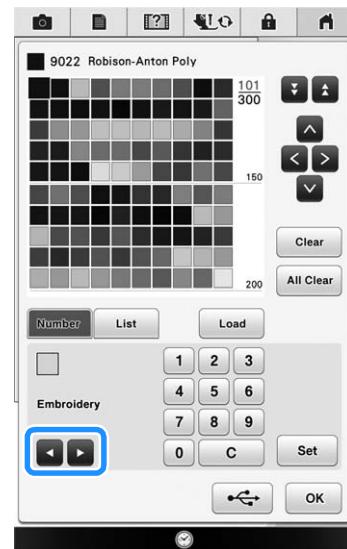 9022 Robison-Anton Poly
101
300
150
200
Clear
All Clear
Number List Load
1 2 3
Embroidery
4 5 6
7 8 9
0 C Set
OK